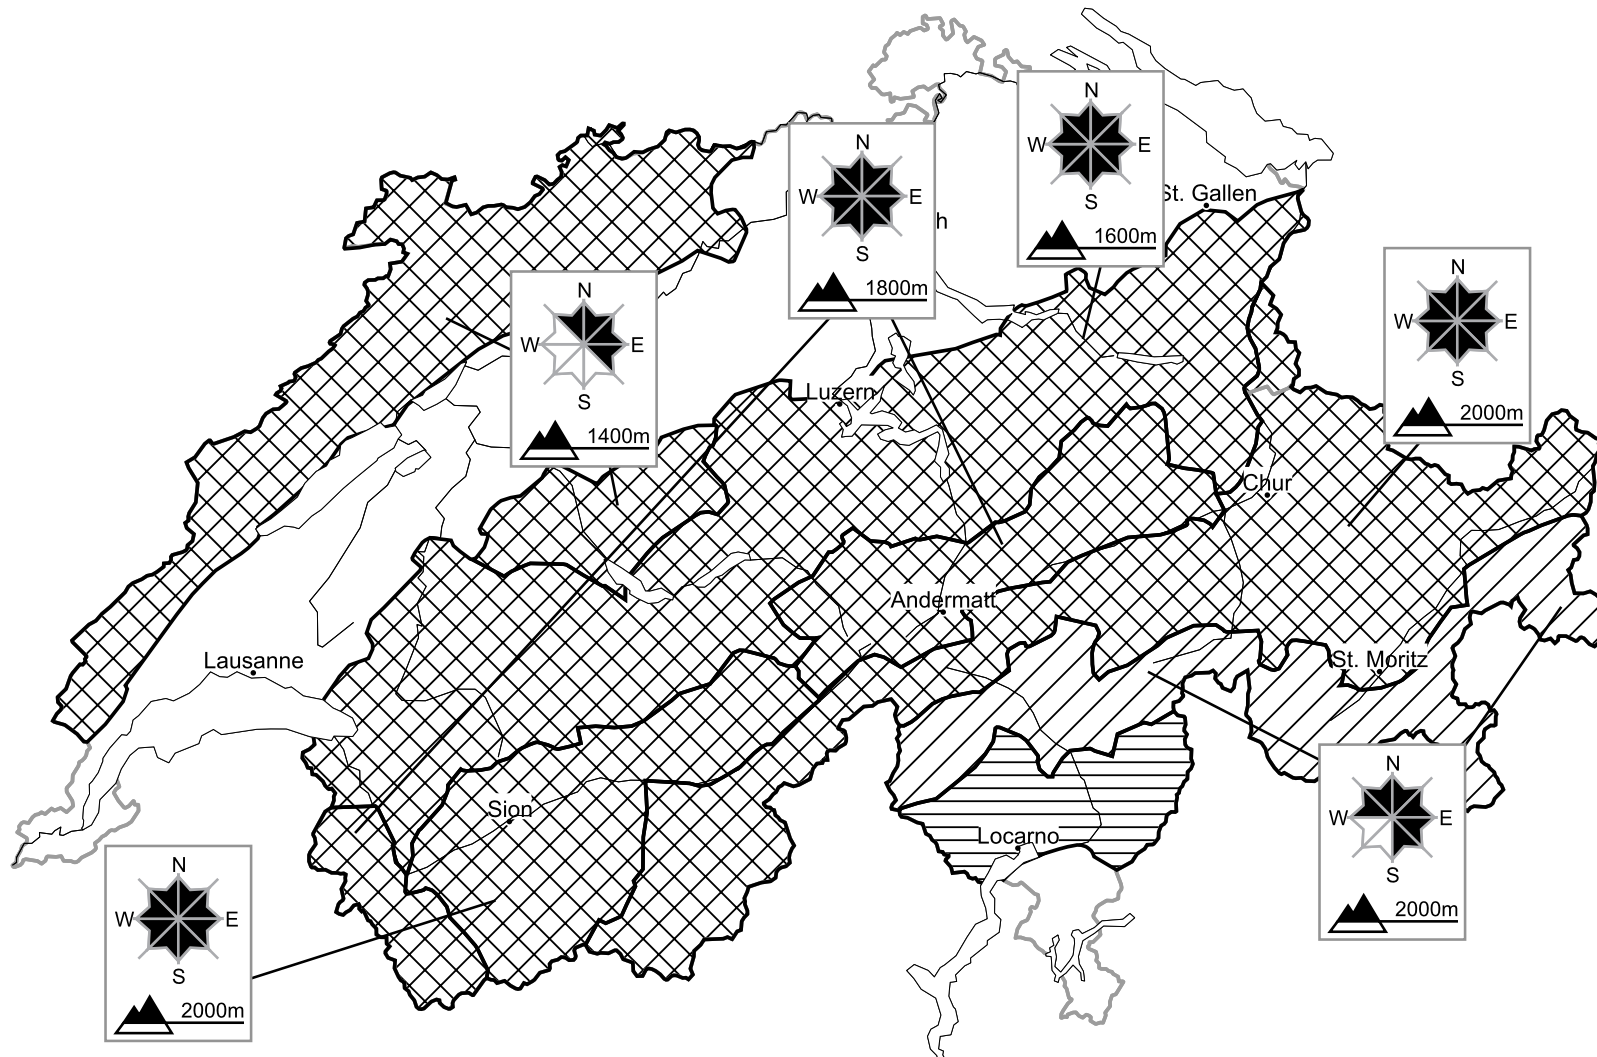 N
W E
S
1600m
N
W E
S
1800m
h
St. Gallen
N
W E
S
2000m
N
W E
S
1400m
Luzern
Chur
Andermatt
Lausanne
St. Moritz
Sion
Locarno
N
W E
S
2000m
N
W E
S
2000m